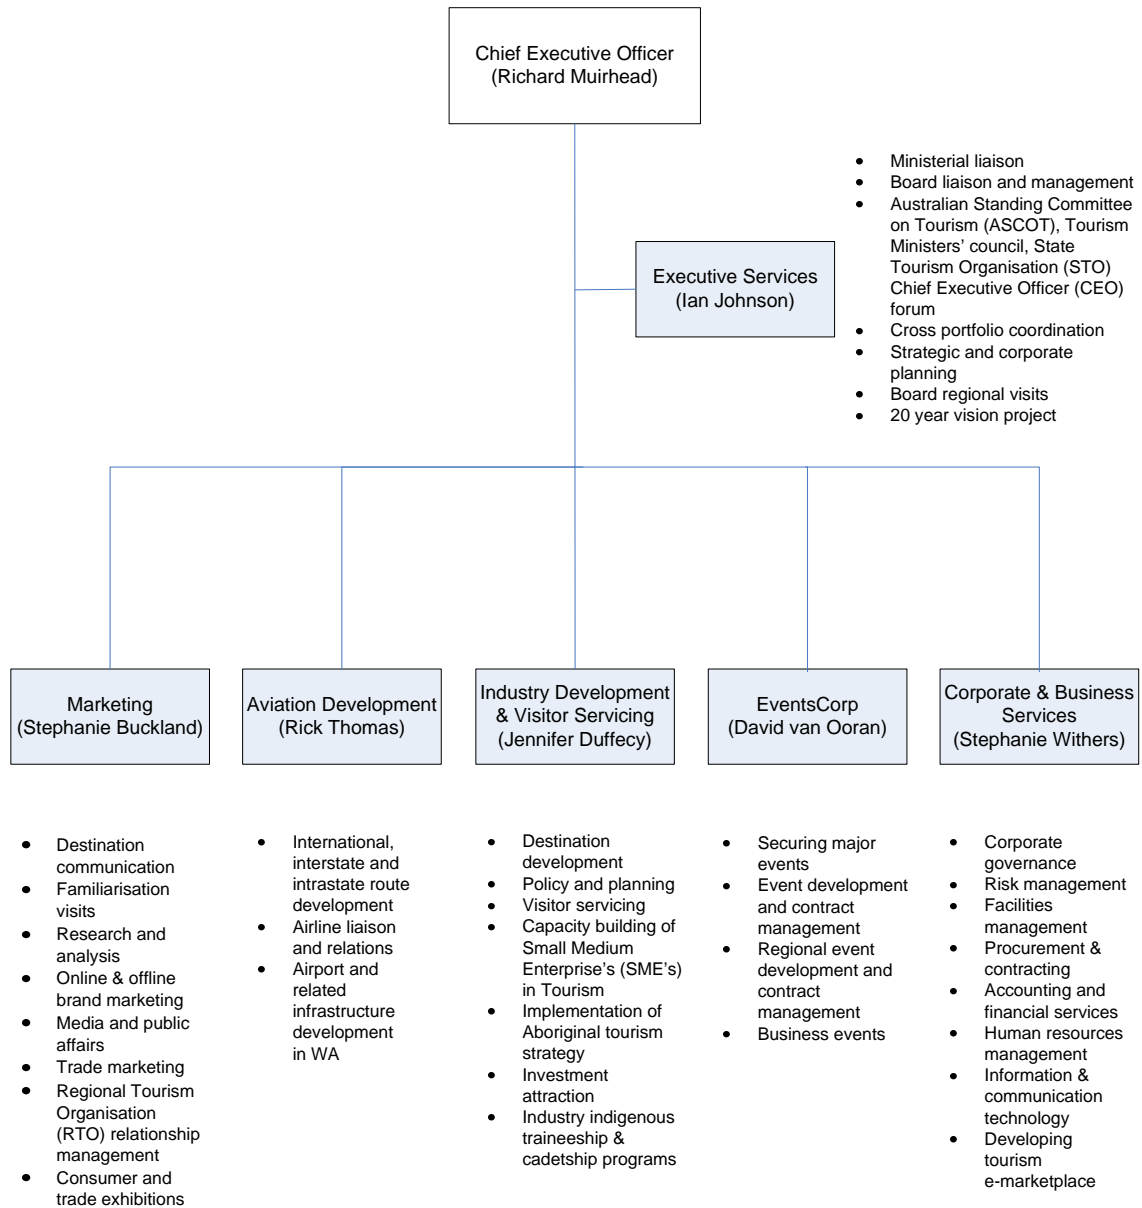 Chief Executive Officer
(Richard Muirhead)
• Ministerial liaison
• Board liaison and management
• Australian Standing Committee
on Tourism (ASCOT), Tourism
Ministers’ council, State
Tourism Organisation (STO)
Chief Executive Officer (CEO)
forum
• Cross portfolio coordination
• Strategic and corporate
planning
• Board regional visits
• 20 year vision project
Executive Services
(Ian Johnson)
Marketing
(Stephanie Buckland)
Aviation Development
(Rick Thomas)
Industry Development
& Visitor Servicing
(Jennifer Duffecy)
EventsCorp
(David van Ooran)
Corporate & Business
Services
(Stephanie Withers)
• Destination
communication
• Familiarisation
visits
• Research and
analysis
• Online & offline
brand marketing
• Media and public
affairs
• Trade marketing
• Regional Tourism
Organisation
(RTO) relationship
management
• Consumer and
trade exhibitions
• International,
interstate and
intrastate route
development
• Airline liaison
and relations
• Airport and
related
infrastructure
development
in WA
• Destination
development
• Policy and planning
• Visitor servicing
• Capacity building of
Small Medium
Enterprise’s (SME’s)
in Tourism
• Implementation of
Aboriginal tourism
strategy
• Investment
attraction
• Industry indigenous
traineeship &
cadetship programs
• Securing major
events
• Event development
and contract
management
• Regional event
development and
contract
management
• Business events
• Corporate
governance
• Risk management
• Facilities
management
• Procurement &
contracting
• Accounting and
financial services
• Human resources
management
• Information &
communication
technology
• Developing
tourism
e-marketplace